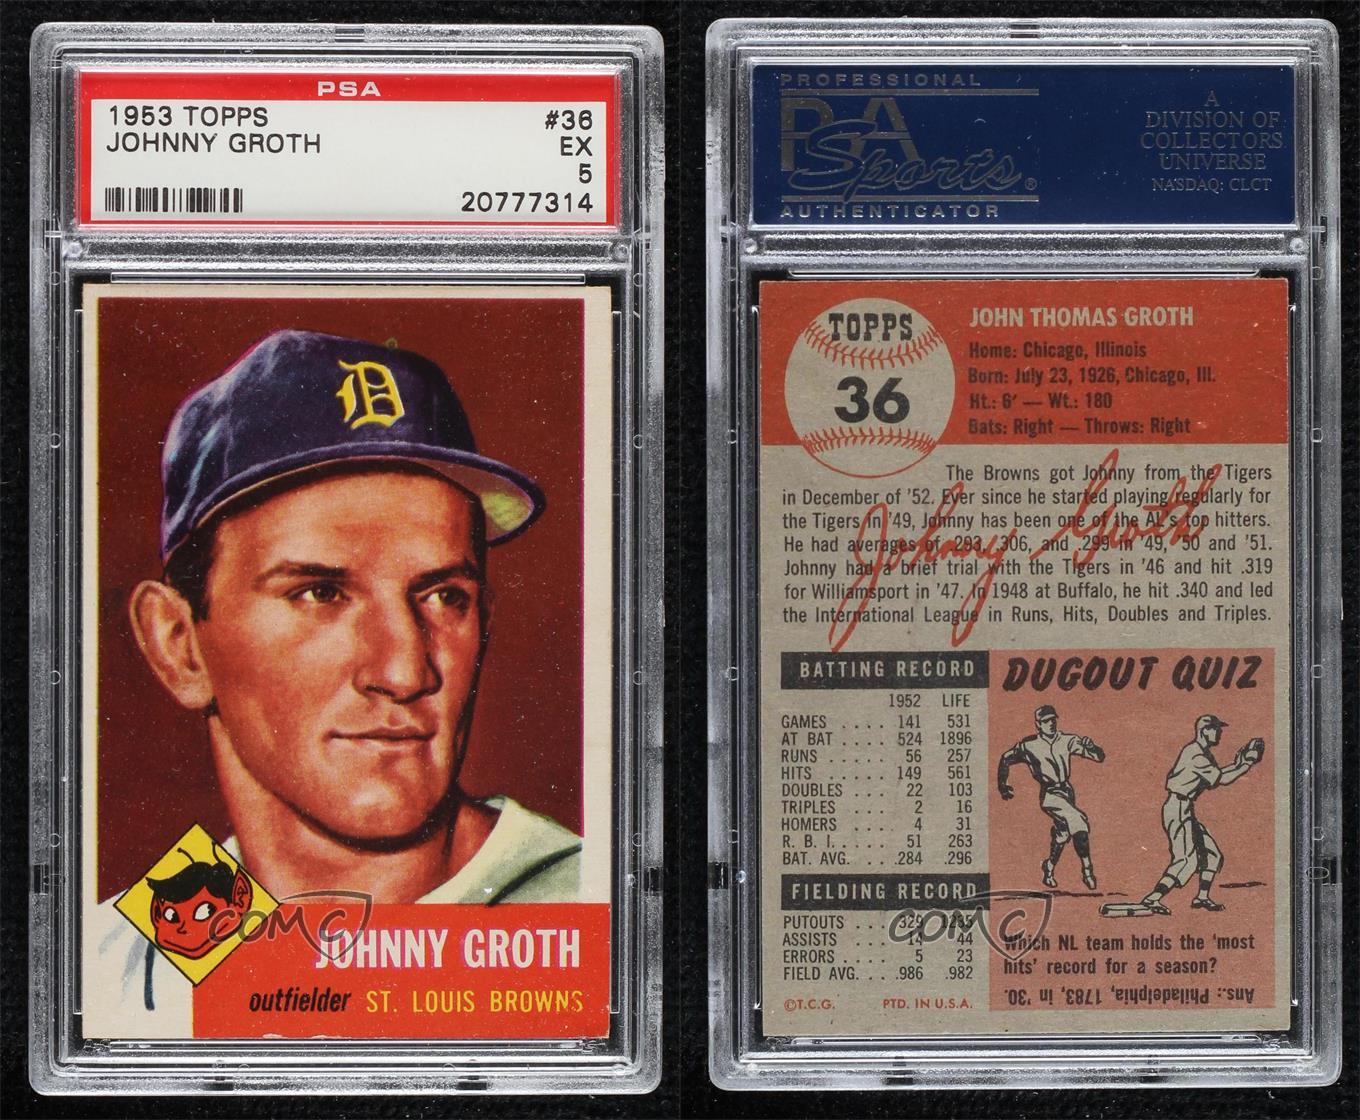 PSA
1953 TOPPS #36
JOHNNY GROTH EX
5
20777314
D
JOHNNY GROTH
outfielder ST. LOUIS BROWNS
COMC
PROFESSIONAL
PSA
Sports®
AUTHENTICATOR
A
DIVISION OF
COLLECTORS
UNIVERSE
NASDAQ: CLCT
TOPPS
36
JOHN THOMAS GROTH
Home: Chicago, Illinois
Born: July 23, 1926, Chicago, Ill.
Ht.: 6' — Wt.: 180
Bats: Right — Throws: Right
The Browns got Johnny from the Tigers
in December of '52. Ever since he started playing regularly for
the Tigers in '49, Johnny has been one of the AL's top hitters.
He had averages of .293, .306, and .299 in '49, '50 and '51.
Johnny had a brief trial with the Tigers in '46 and hit .319
for Williamsport in '47. In 1948 at Buffalo, he hit .340 and led
the International League in Runs, Hits, Doubles and Triples.
Johnny Groth
BATTING RECORD
1952 LIFE
GAMES .... 141 531
AT BAT .... 524 1896
RUNS ..... 56 257
HITS ..... 149 561
DOUBLES .... 22 103
TRIPLES .... 2 16
HOMERS .... 4 31
R. B. I. .... 51 263
BAT. AVG. ... .284 .296
FIELDING RECORD
PUTOUTS .... 329 1235
ASSISTS .... 14 44
ERRORS .... 5 23
FIELD AVG. ... .986 .982
©T.C.G. PTD. IN U.S.A.
DUGOUT QUIZ
Which NL team holds the 'most
hits' record for a season?
Ans.: Philadelphia, 1783, in '30.
COMC